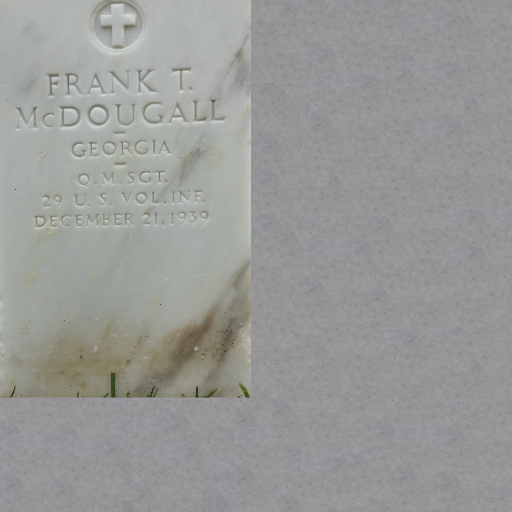 FRANK T.
McDOUGALL
GEORGIA
Q. M. SGT.
29 U. S. VOL. INF.
DECEMBER 21. 1939